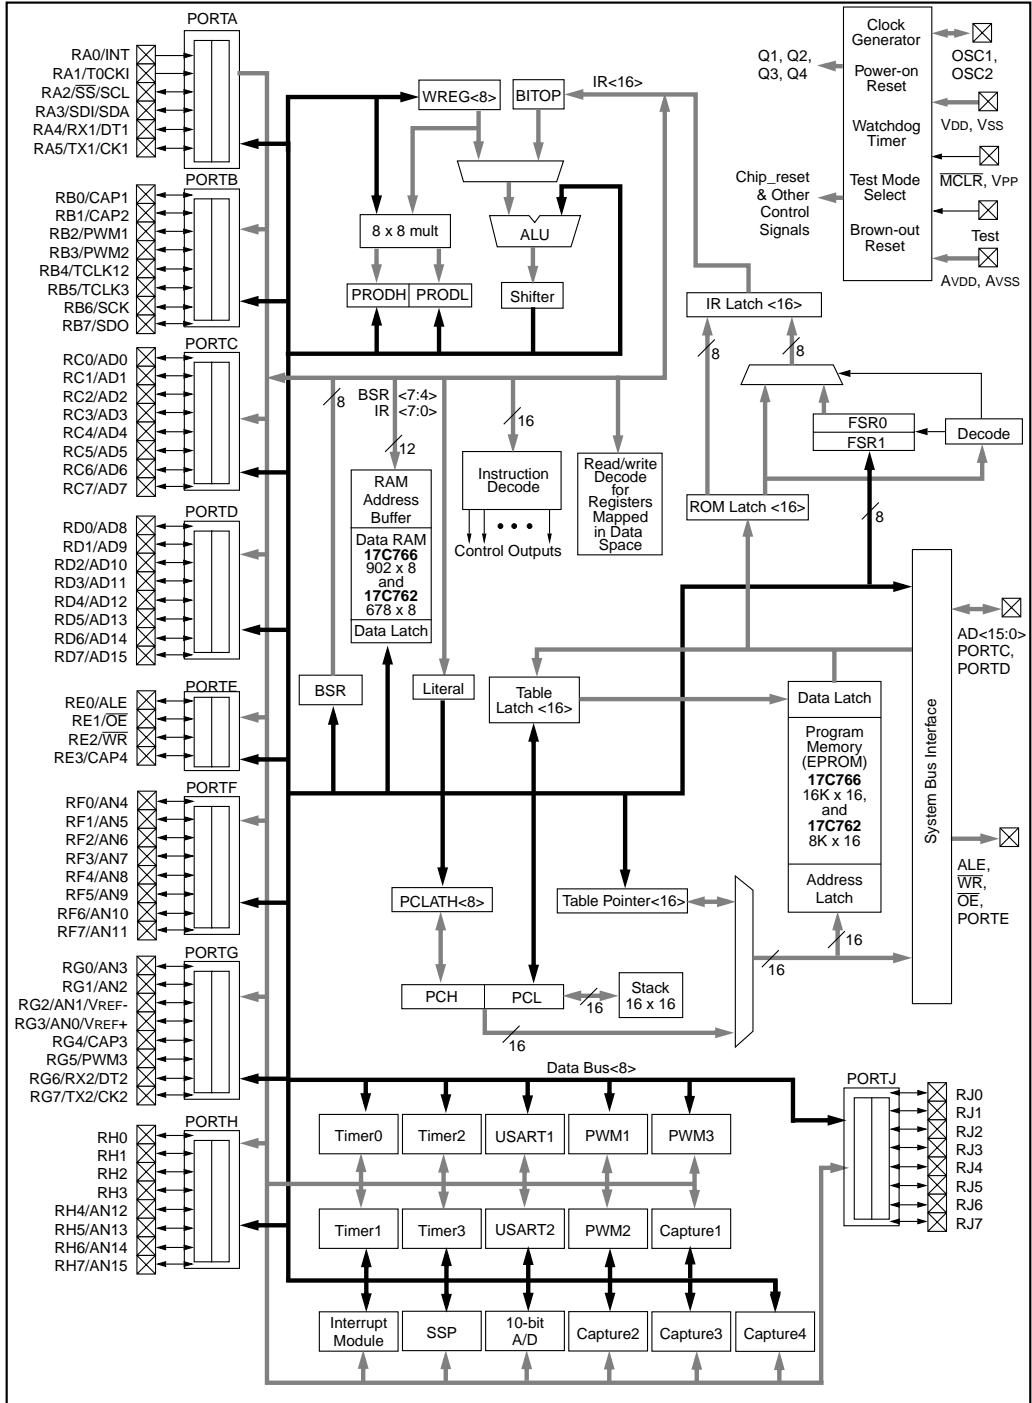 PORTA
RA0/INT
RA1/T0CKI
RA2/SS/SCL
RA3/SDI/SDA
RA4/RX1/DT1
RA5/TX1/CK1
PORTB
RB0/CAP1
RB1/CAP2
RB2/PWM1
RB3/PWM2
RB4/TCLK12
RB5/TCLK3
RB6/SCK
RB7/SDO
PORTC
RC0/AD0
RC1/AD1
RC2/AD2
RC3/AD3
RC4/AD4
RC5/AD5
RC6/AD6
RC7/AD7
PORTD
RD0/AD8
RD1/AD9
RD2/AD10
RD3/AD11
RD4/AD12
RD5/AD13
RD6/AD14
RD7/AD15
PORTE
RE0/ALE
RE1/OE
RE2/WR
RE3/CAP4
PORTF
RF0/AN4
RF1/AN5
RF2/AN6
RF3/AN7
RF4/AN8
RF5/AN9
RF6/AN10
RF7/AN11
PORTG
RG0/AN3
RG1/AN2
RG2/AN1/VREF-
RG3/AN0/VREF+
RG4/CAP3
RG5/PWM3
RG6/RX2/DT2
RG7/TX2/CK2
PORTH
RH0
RH1
RH2
RH3
RH4/AN12
RH5/AN13
RH6/AN14
RH7/AN15
WREG<8>
BITOP
IR<16>
8 x 8 mult
ALU
PRODH
PRODL
Shifter
Q1, Q2,
Q3, Q4
Chip_reset
& Other
Control
Signals
Clock
Generator
Power-on
Reset
Watchdog
Timer
Test Mode
Select
Brown-out
Reset
OSC1,
OSC2
VDD, VSS
MCLR, VPP
Test
AVDD, AVSS
IR Latch <16>
8
8
FSR0
FSR1
Decode
ROM Latch <16>
8
8
BSR <7:4>
IR <7:0>
12
16
RAM
Address
Buffer
Data RAM
17C766
902 x 8
and
17C762
678 x 8
Data Latch
Instruction
Decode
• • •
Control Outputs
Read/write
Decode
for
Registers
Mapped
in Data
Space
BSR
Literal
Table
Latch <16>
Data Latch
Program
Memory
(EPROM)
17C766
16K x 16,
and
17C762
8K x 16
Address
Latch
System Bus Interface
AD<15:0>
PORTC,
PORTD
ALE,
WR,
OE,
PORTE
PCLATH<8>
Table Pointer<16>
16
16
PCH
PCL
16
Stack
16 x 16
16
Data Bus<8>
Timer0
Timer2
USART1
PWM1
PWM3
Timer1
Timer3
USART2
PWM2
Capture1
Interrupt
Module
SSP
10-bit
A/D
Capture2
Capture3
Capture4
PORTJ
RJ0
RJ1
RJ2
RJ3
RJ4
RJ5
RJ6
RJ7